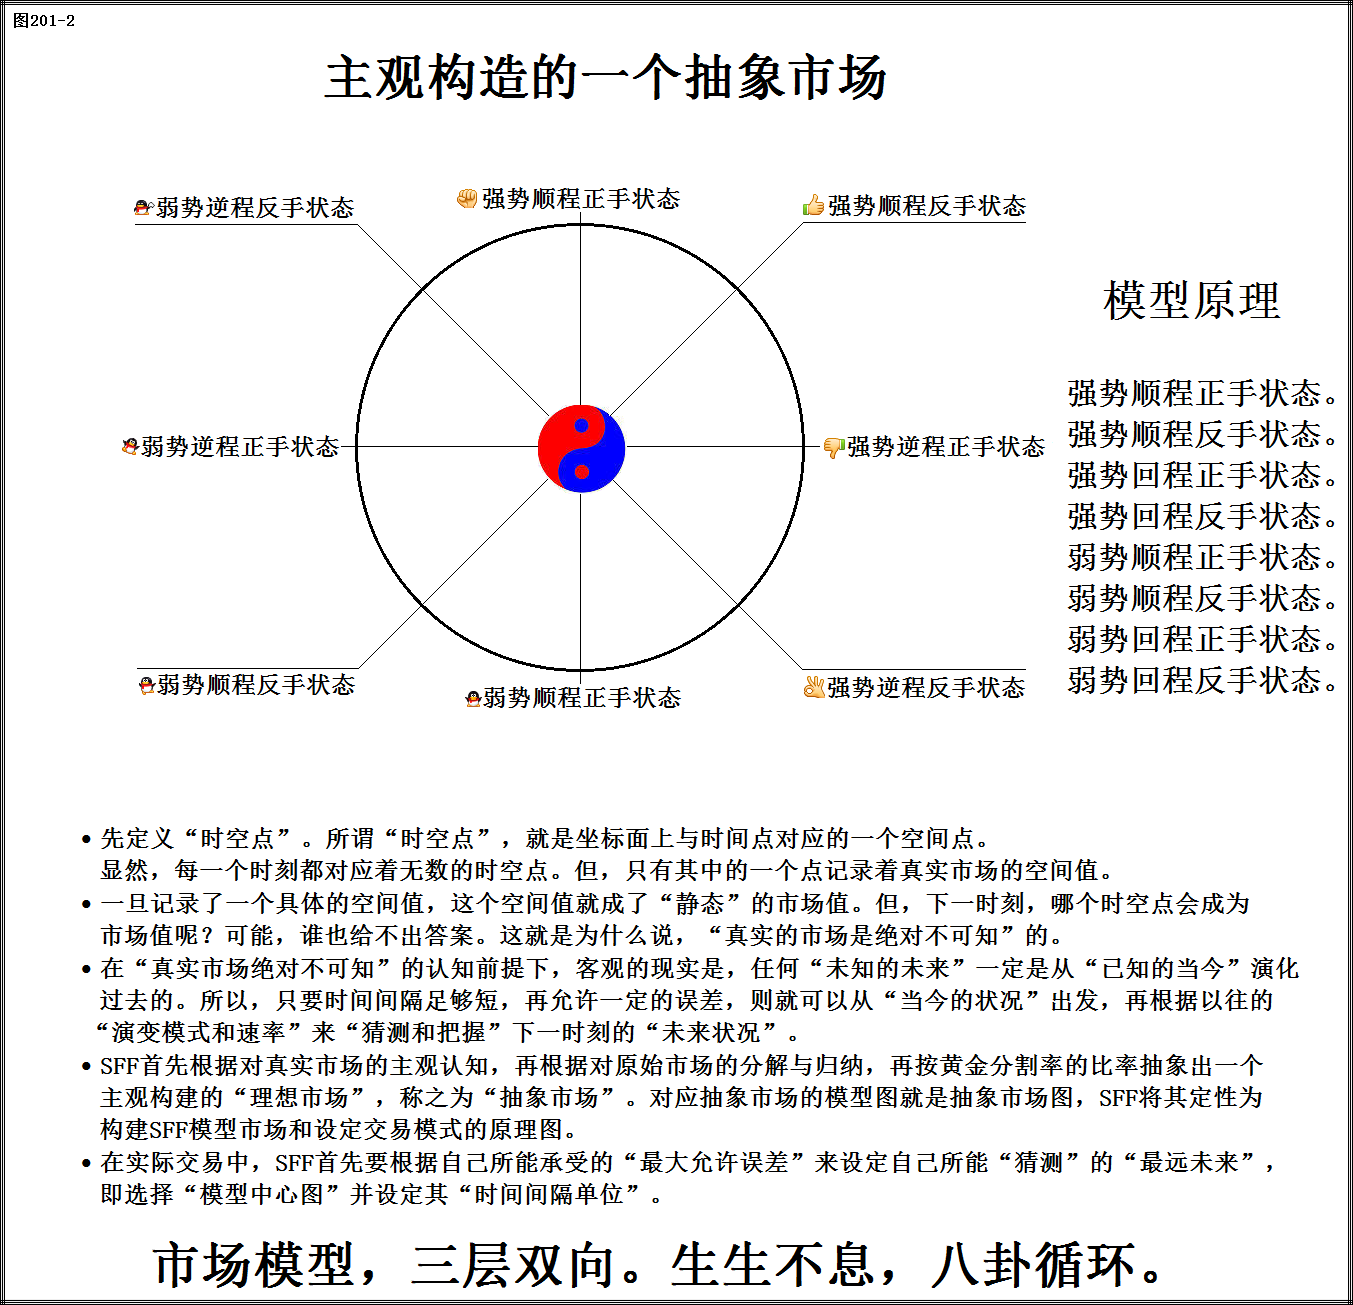 图201-2
主观构造的一个抽象市场
弱势逆程反手状态
强势顺程正手状态
强势顺程反手状态
弱势逆程正手状态
强势逆程正手状态
弱势顺程反手状态
弱势顺程正手状态
强势逆程反手状态
模型原理
强势顺程正手状态。
强势顺程反手状态。
强势回程正手状态。
强势回程反手状态。
弱势顺程正手状态。
弱势顺程反手状态。
弱势回程正手状态。
弱势回程反手状态。
•先定义“时空点”。所谓“时空点”，就是坐标面上与时间点对应的一个空间点。
显然，每一个时刻都对应着无数的时空点。但，只有其中的一个点记录着真实市场的空间值。
•一旦记录了一个具体的空间值，这个空间值就成了“静态”的市场值。但，下一时刻，哪个时空点会成为
市场值呢？可能，谁也给不出答案。这就是为什么说，“真实的市场是绝对不可知”的。
•在“真实市场绝对不可知”的认知前提下，客观的现实是，任何“未知的未来”一定是从“已知的当今”演化
过去的。所以，只要时间间隔足够短，再允许一定的误差，则就可以从“当今的状况”出发，再根据以往的
“演变模式和速率”来“猜测和把握”下一时刻的“未来状况”。
•SFF首先根据对真实市场的主观认知，再根据对原始市场的分解与归纳，再按黄金分割率的比率抽象出一个
主观构建的“理想市场”，称之为“抽象市场”。对应抽象市场的模型图就是抽象市场图，SFF将其定性为
构建SFF模型市场和设定交易模式的原理图。
•在实际交易中，SFF首先要根据自己所能承受的“最大允许误差”来设定自己所能“猜测”的“最远未来”，
即选择“模型中心图”并设定其“时间间隔单位”。
市场模型，三层双向。生生不息，八卦循环。